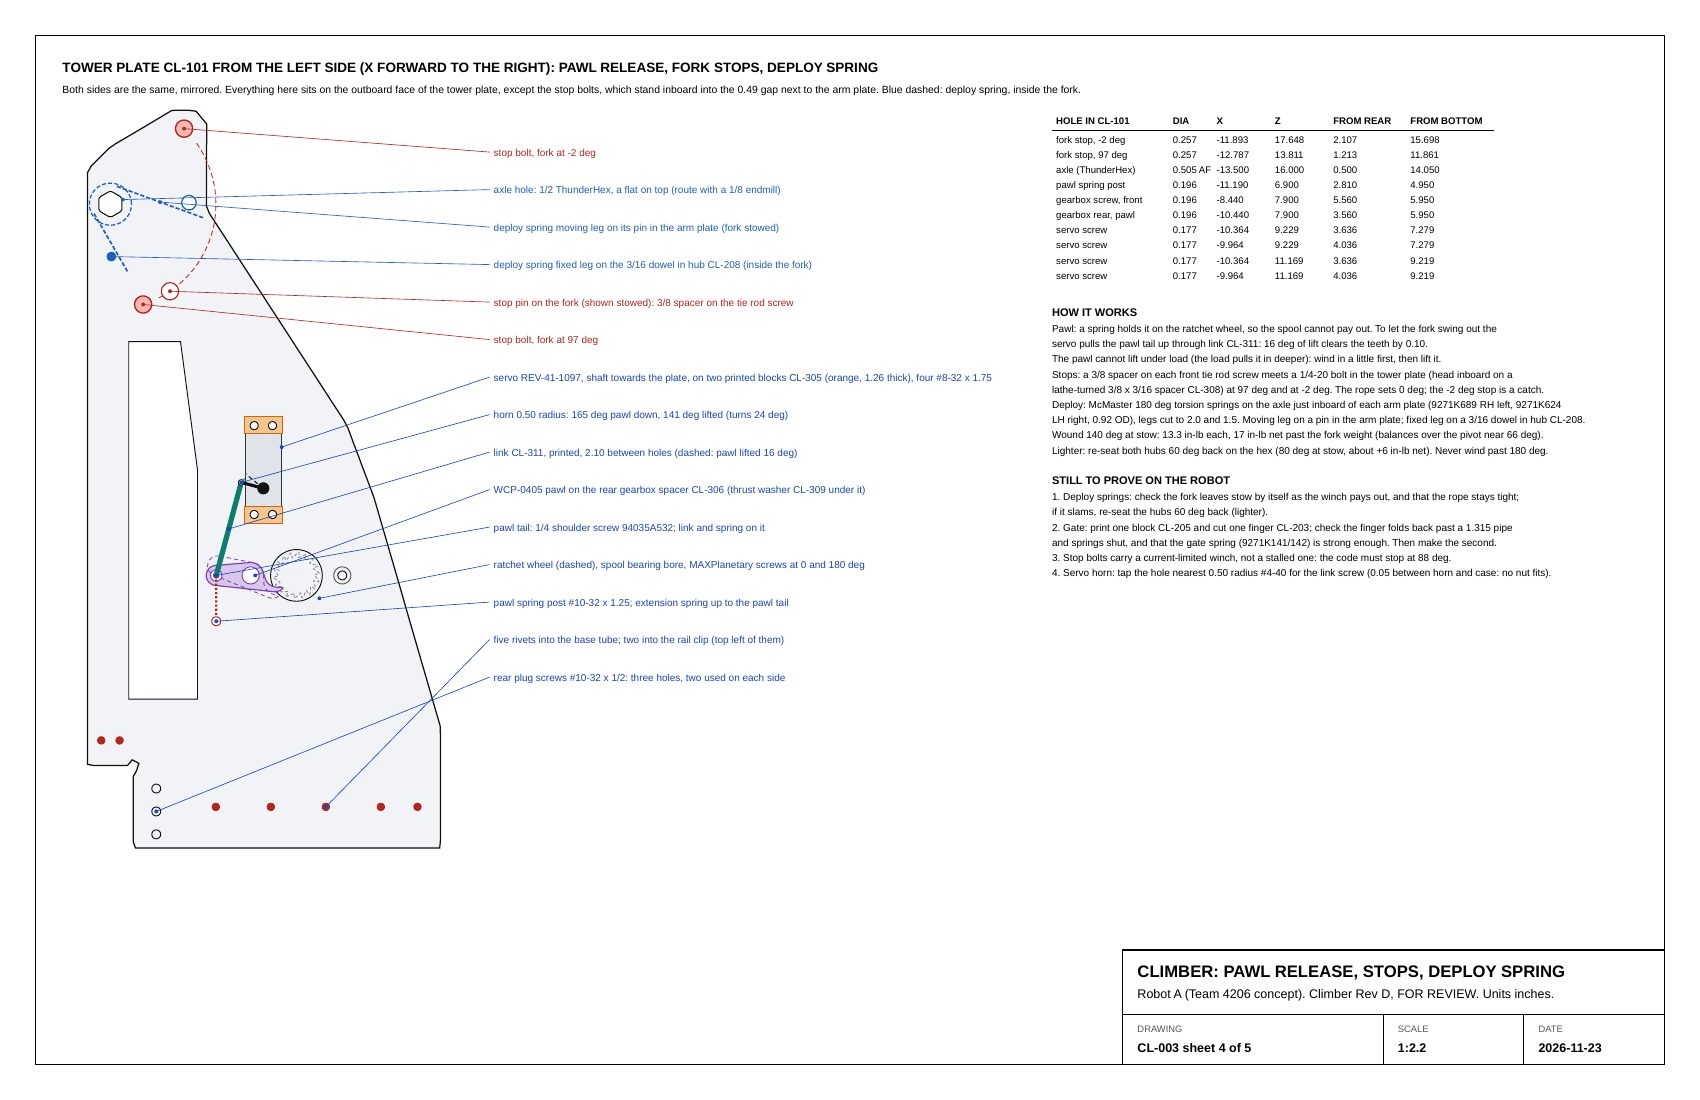 TOWER PLATE CL-101 FROM THE LEFT SIDE (X FORWARD TO THE RIGHT): PAWL RELEASE, FORK STOPS, DEPLOY SPRING
Both sides are the same, mirrored. Everything here sits on the outboard face of the tower plate, except the stop bolts, which stand inboard into the 0.49 gap next to the arm plate. Blue dashed: deploy spring, inside the fork.
stop bolt, fork at -2 deg
axle hole: 1/2 ThunderHex, a flat on top (route with a 1/8 endmill)
deploy spring moving leg on its pin in the arm plate (fork stowed)
deploy spring fixed leg on the 3/16 dowel in hub CL-208 (inside the fork)
stop pin on the fork (shown stowed): 3/8 spacer on the tie rod screw
stop bolt, fork at 97 deg
servo REV-41-1097, shaft towards the plate, on two printed blocks CL-305 (orange, 1.26 thick), four #8-32 x 1.75
horn 0.50 radius: 165 deg pawl down, 141 deg lifted (turns 24 deg)
link CL-311, printed, 2.10 between holes (dashed: pawl lifted 16 deg)
WCP-0405 pawl on the rear gearbox spacer CL-306 (thrust washer CL-309 under it)
pawl tail: 1/4 shoulder screw 94035A532; link and spring on it
ratchet wheel (dashed), spool bearing bore, MAXPlanetary screws at 0 and 180 deg
pawl spring post #10-32 x 1.25; extension spring up to the pawl tail
five rivets into the base tube; two into the rail clip (top left of them)
rear plug screws #10-32 x 1/2: three holes, two used on each side
HOLE IN CL-101 DIA X Z FROM REAR FROM BOTTOM
fork stop, -2 deg 0.257 -11.893 17.648 2.107 15.698
fork stop, 97 deg 0.257 -12.787 13.811 1.213 11.861
axle (ThunderHex) 0.505 AF -13.500 16.000 0.500 14.050
pawl spring post 0.196 -11.190 6.900 2.810 4.950
gearbox screw, front 0.196 -8.440 7.900 5.560 5.950
gearbox rear, pawl 0.196 -10.440 7.900 3.560 5.950
servo screw 0.177 -10.364 9.229 3.636 7.279
servo screw 0.177 -9.964 9.229 4.036 7.279
servo screw 0.177 -10.364 11.169 3.636 9.219
servo screw 0.177 -9.964 11.169 4.036 9.219
HOW IT WORKS
Pawl: a spring holds it on the ratchet wheel, so the spool cannot pay out. To let the fork swing out the
servo pulls the pawl tail up through link CL-311: 16 deg of lift clears the teeth by 0.10.
The pawl cannot lift under load (the load pulls it in deeper): wind in a little first, then lift it.
Stops: a 3/8 spacer on each front tie rod screw meets a 1/4-20 bolt in the tower plate (head inboard on a
lathe-turned 3/8 x 3/16 spacer CL-308) at 97 deg and at -2 deg. The rope sets 0 deg; the -2 deg stop is a catch.
Deploy: McMaster 180 deg torsion springs on the axle just inboard of each arm plate (9271K689 RH left, 9271K624
LH right, 0.92 OD), legs cut to 2.0 and 1.5. Moving leg on a pin in the arm plate; fixed leg on a 3/16 dowel in hub CL-208.
Wound 140 deg at stow: 13.3 in-lb each, 17 in-lb net past the fork weight (balances over the pivot near 66 deg).
Lighter: re-seat both hubs 60 deg back on the hex (80 deg at stow, about +6 in-lb net). Never wind past 180 deg.
STILL TO PROVE ON THE ROBOT
1. Deploy springs: check the fork leaves stow by itself as the winch pays out, and that the rope stays tight;
if it slams, re-seat the hubs 60 deg back (lighter).
2. Gate: print one block CL-205 and cut one finger CL-203; check the finger folds back past a 1.315 pipe
and springs shut, and that the gate spring (9271K141/142) is strong enough. Then make the second.
3. Stop bolts carry a current-limited winch, not a stalled one: the code must stop at 88 deg.
4. Servo horn: tap the hole nearest 0.50 radius #4-40 for the link screw (0.05 between horn and case: no nut fits).
CLIMBER: PAWL RELEASE, STOPS, DEPLOY SPRING
Robot A (Team 4206 concept). Climber Rev D, FOR REVIEW. Units inches.
DRAWING SCALE DATE
CL-003 sheet 4 of 5 1:2.2 2026-11-23